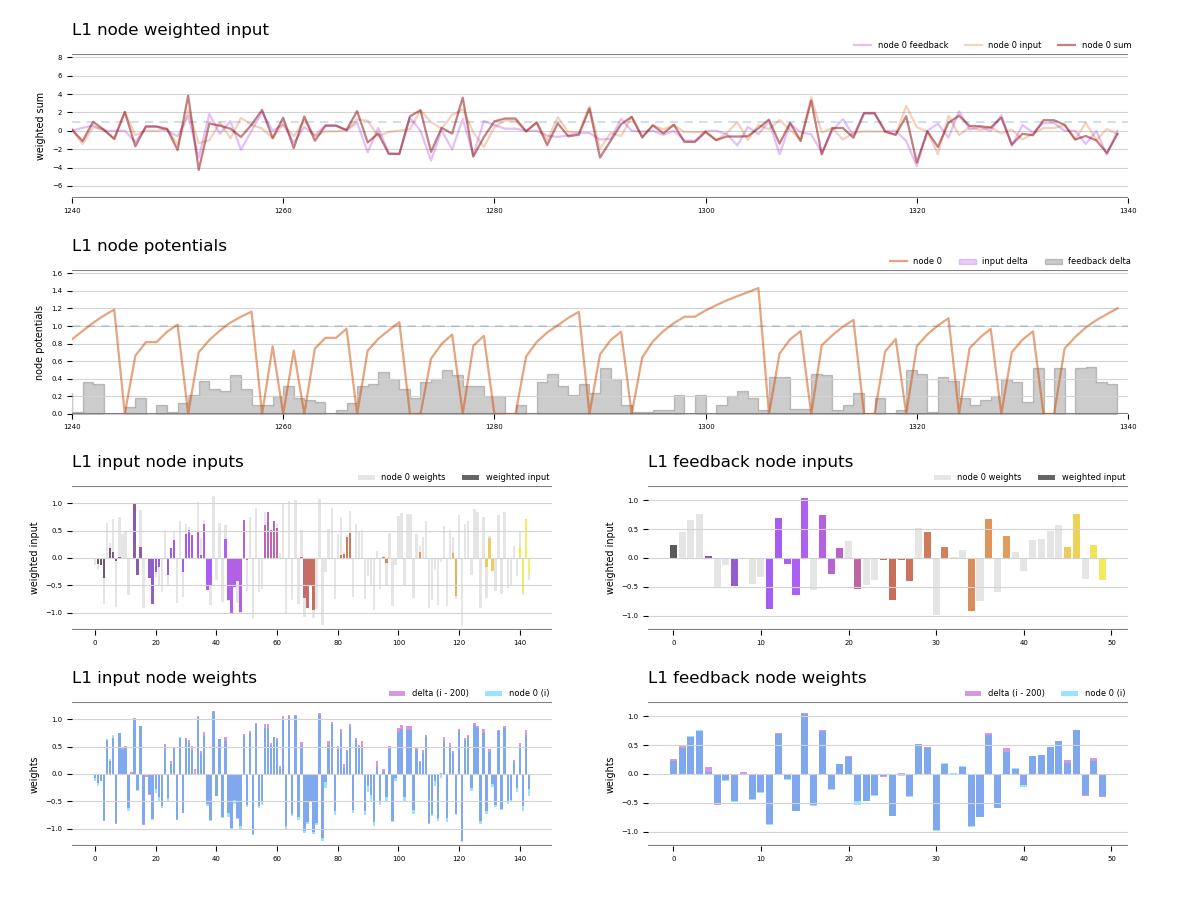 L1 node weighted input
node 0 feedback node 0 input node 0 sum
weighted sum
8
6
4
2
0
−2
−4
−6
1240 1260 1280 1300 1320 1340
L1 node potentials
node 0 input delta feedback delta
node potentials
1.6
1.4
1.2
1.0
0.8
0.6
0.4
0.2
0.0
1240 1260 1280 1300 1320 1340
L1 input node inputs
node 0 weights weighted input
weighted input
1.0
0.5
0.0
−0.5
−1.0
0 20 40 60 80 100 120 140
L1 feedback node inputs
node 0 weights weighted input
weighted input
1.0
0.5
0.0
−0.5
−1.0
0 10 20 30 40 50
L1 input node weights
delta (i - 200) node 0 (i)
weights
1.0
0.5
0.0
−0.5
−1.0
0 20 40 60 80 100 120 140
L1 feedback node weights
delta (i - 200) node 0 (i)
weights
1.0
0.5
0.0
−0.5
−1.0
0 10 20 30 40 50